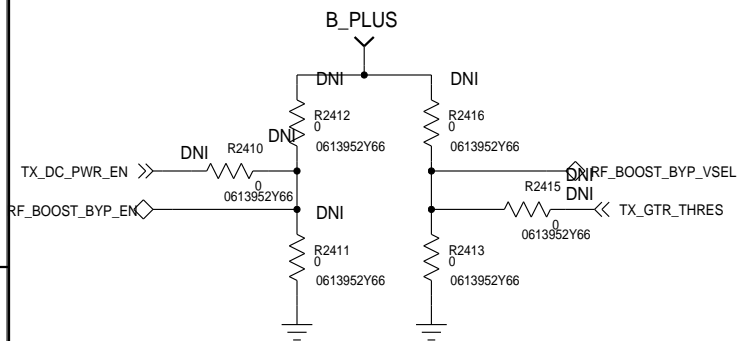 B_PLUS
DNI
DNI
R2412
0
0613952Y66
R2416
0
0613952Y66
DNI
DNI
R2410
0
0613952Y66
TX_DC_PWR_EN
RF_BOOST_BYP_VSEL
DNI
R2415
DNI
0
0613952Y66
RF_BOOST_BYP_EN
TX_GTR_THRES
DNI
R2411
0
0613952Y66
R2413
0
0613952Y66